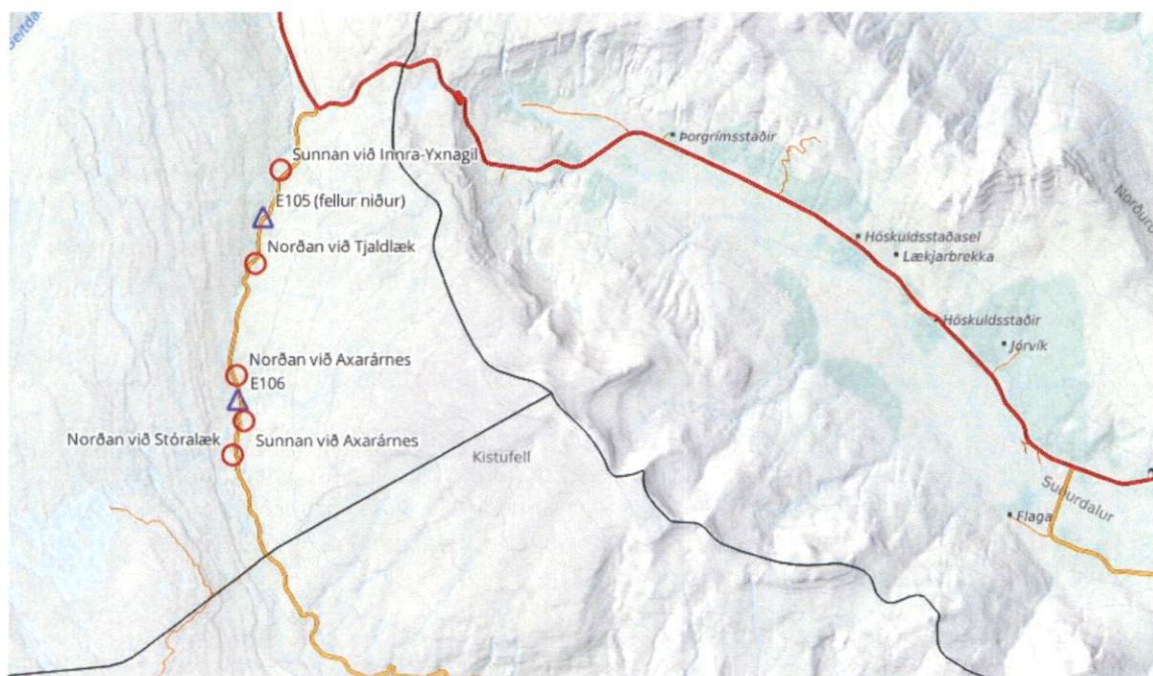 Sunnan við Innra-Yxnagil
E105 (fellur niður)
Norðan við Tjaldlæk
Norðan við Axarárnes
E106
Norðan við Stóralæk
Sunnan við Axarárnes
Kistufell
Þorgrímsstaðir
Höskuldsstaðasel
Lækjarbrekka
Höskuldsstaðir
Jórvík
Suðurdalur
Flaga